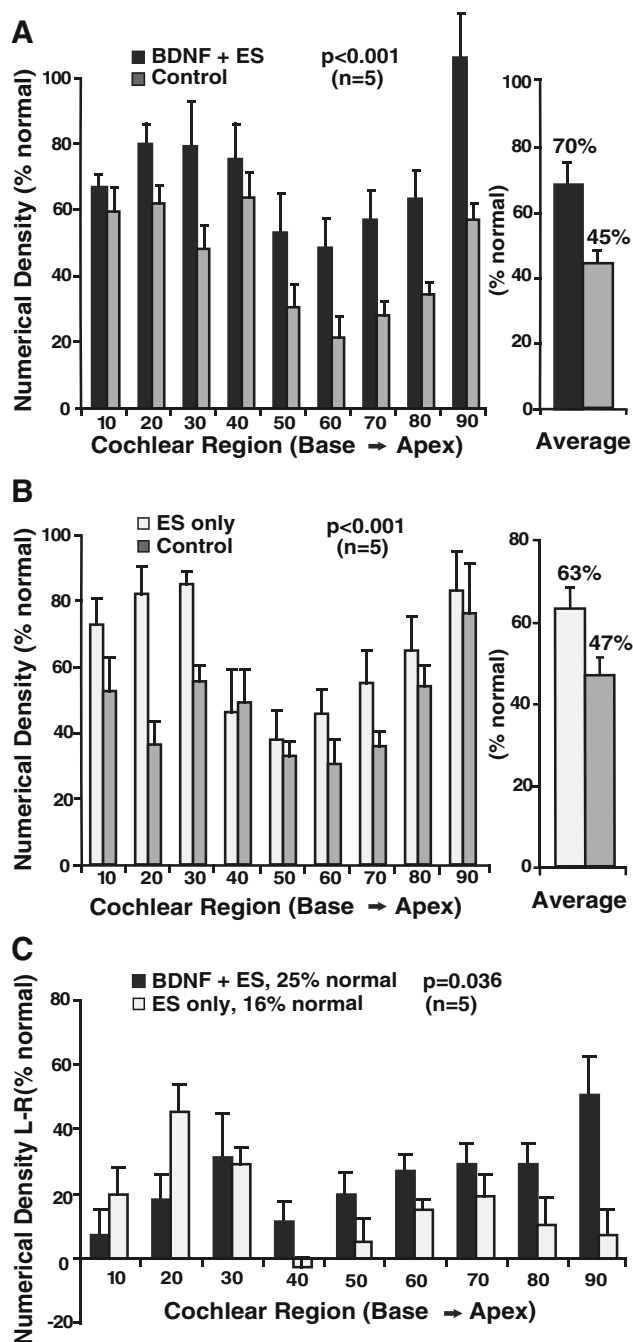 A
BDNF + ES
Control
p<0.001
(n=5)
Numerical Density (% normal)
100
80
60
40
20
0
10 20 30 40 50 60 70 80 90
Cochlear Region (Base → Apex)
(% normal)
100
80
60
40
20
0
70%
45%
Average
B
ES only
Control
p<0.001
(n=5)
Numerical Density (% normal)
100
80
60
40
20
0
10 20 30 40 50 60 70 80 90
Cochlear Region (Base → Apex)
(% normal)
80
60
40
20
0
63%
47%
Average
C
BDNF + ES, 25% normal
ES only, 16% normal
p=0.036
(n=5)
Numerical Density L-R(% normal)
80
60
40
20
0
-20
10 20 30 40 50 60 70 80 90
Cochlear Region (Base → Apex)